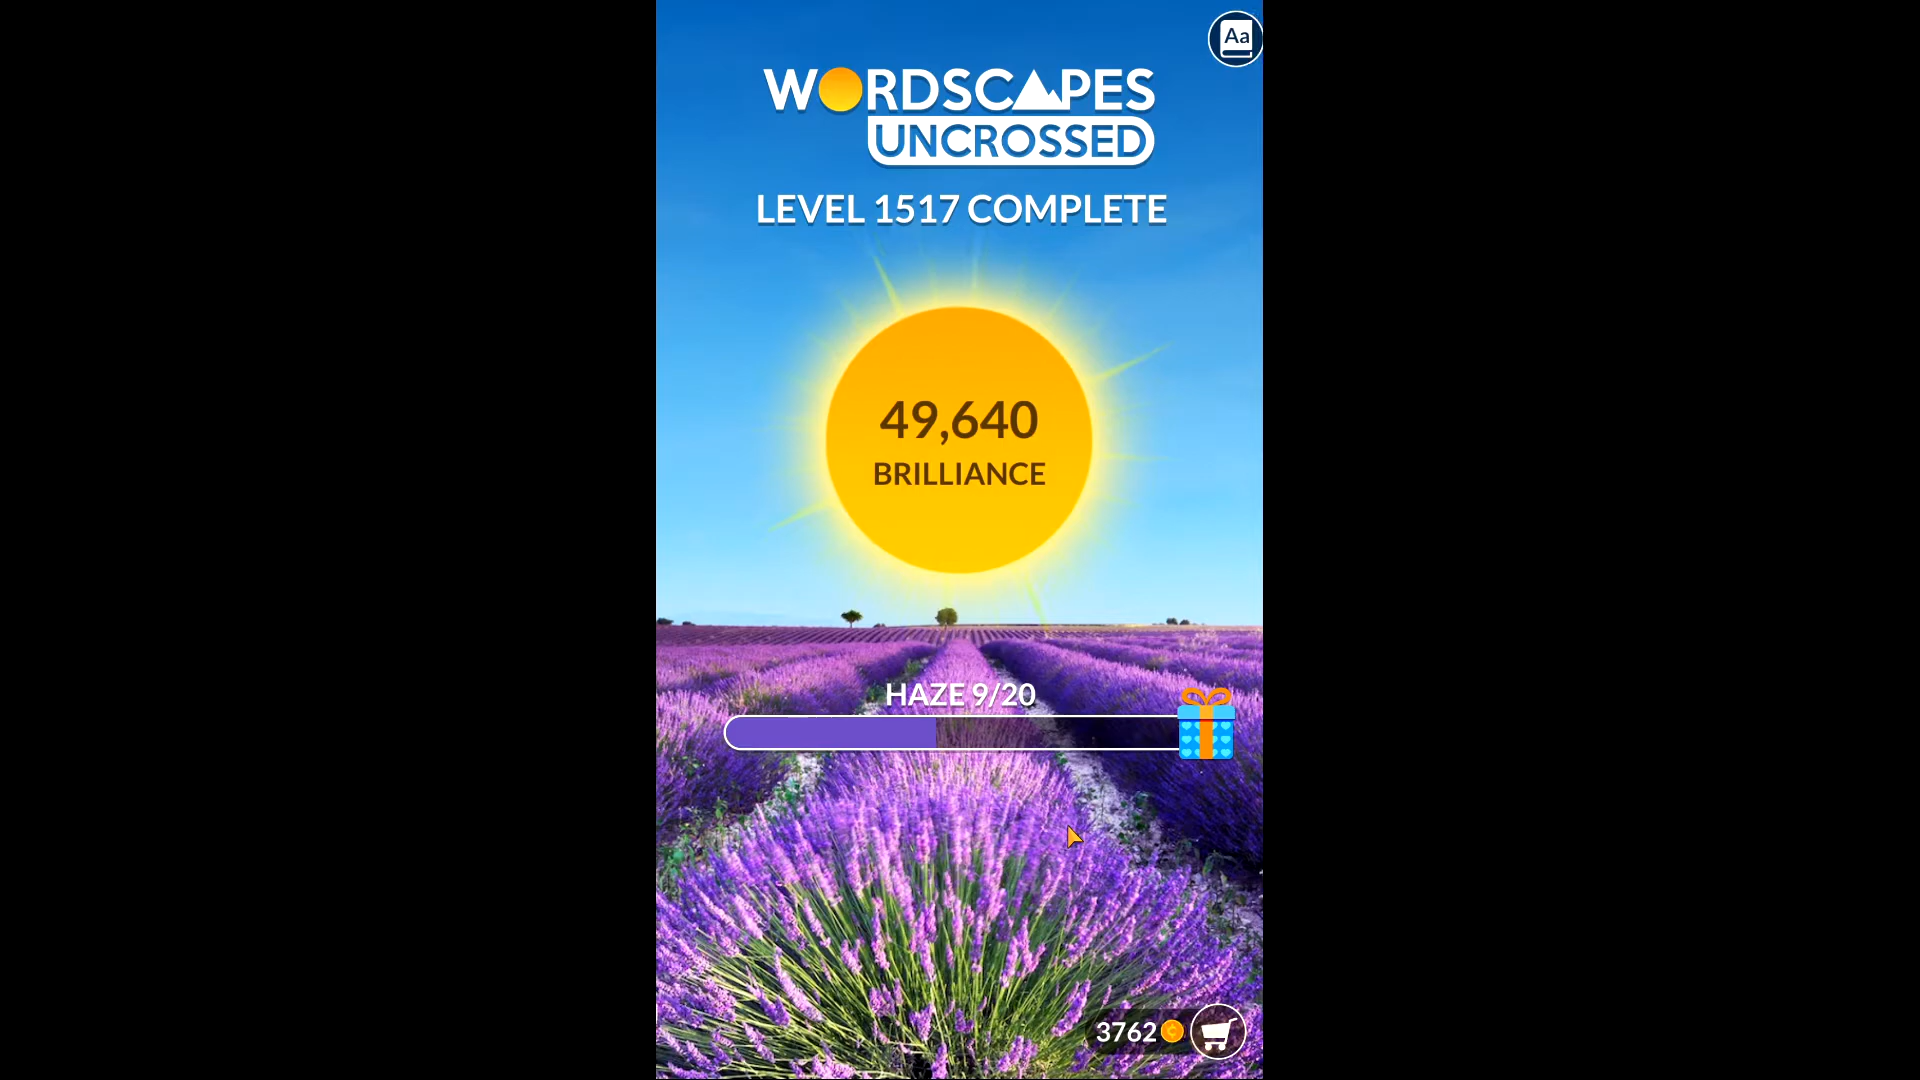 Aa
WORDSCAPES
UNCROSSED
LEVEL 1517 COMPLETE
49,640
BRILLIANCE
HAZE 9/20
3762